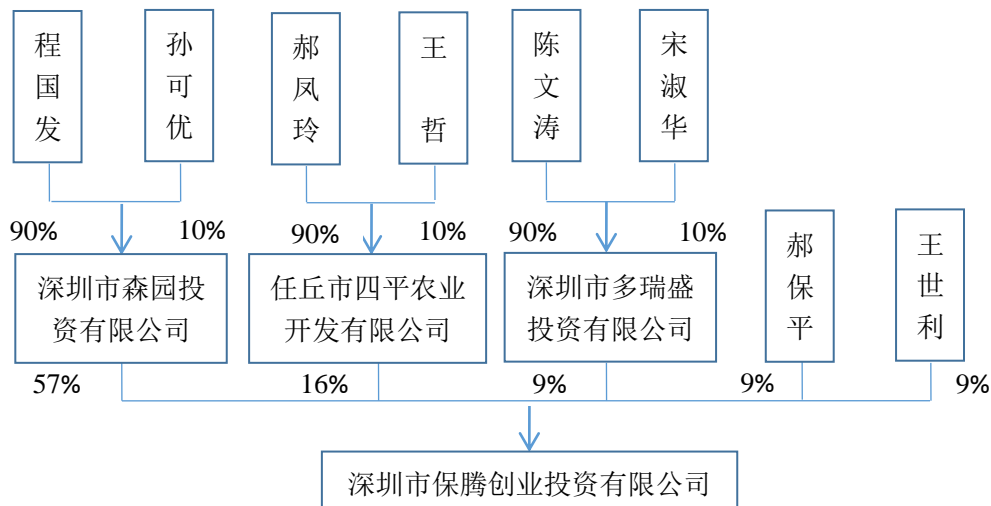 程国发
孙可优
郝凤玲
王哲
陈文涛
宋淑华
90%
10%
90%
10%
90%
10%
深圳市森园投
资有限公司
任丘市四平农业
开发有限公司
深圳市多瑞盛
投资有限公司
郝保平
王世利
57%
16%
9%
9%
9%
深圳市保腾创业投资有限公司